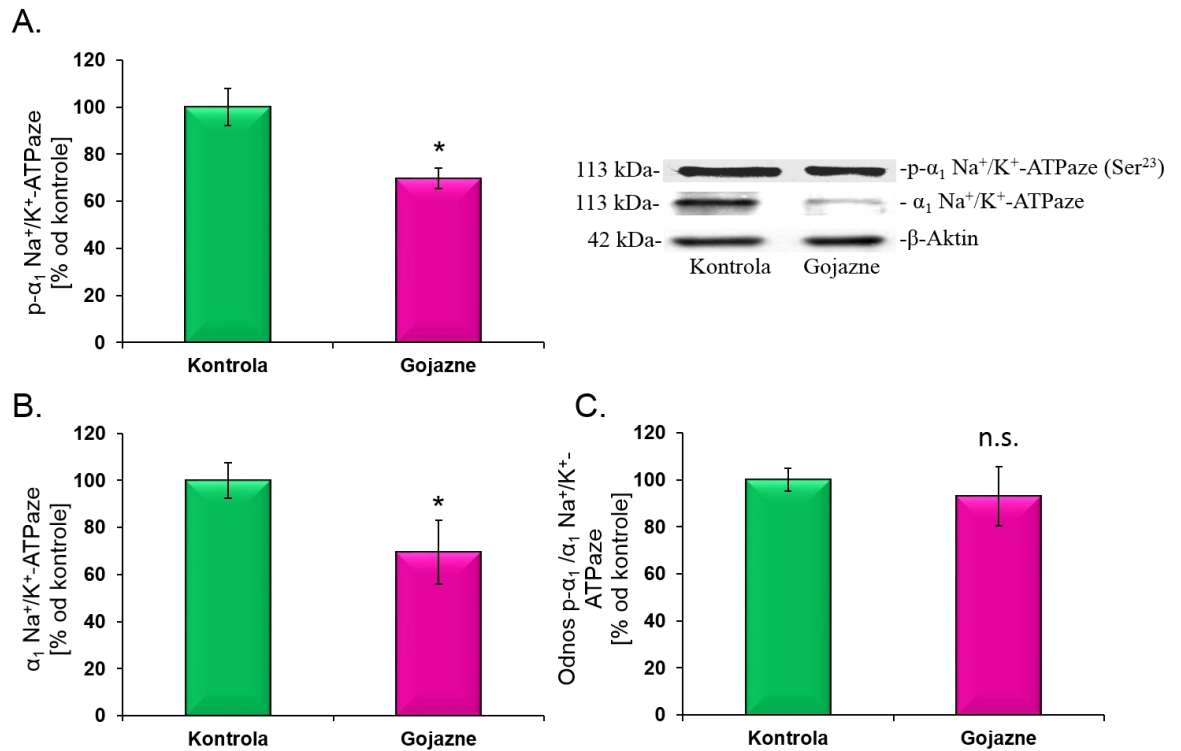 A.
p-α₁ Na⁺/K⁺-ATPaze
[% od kontrole]
120
100
80
60
40
20
0
*
Kontrola
Gojazne
113 kDa-
-p-α₁ Na⁺/K⁺-ATPaze (Ser²³)
113 kDa-
- α₁ Na⁺/K⁺-ATPaze
42 kDa-
-β-Aktin
Kontrola
Gojazne
B.
α₁ Na⁺/K⁺-ATPaze
[% od kontrole]
120
100
80
60
40
20
0
*
Kontrola
Gojazne
C.
Odnos p-α₁ /α₁ Na⁺/K⁺-
ATPaze
[% od kontrole]
120
100
80
60
40
20
0
n.s.
Kontrola
Gojazne